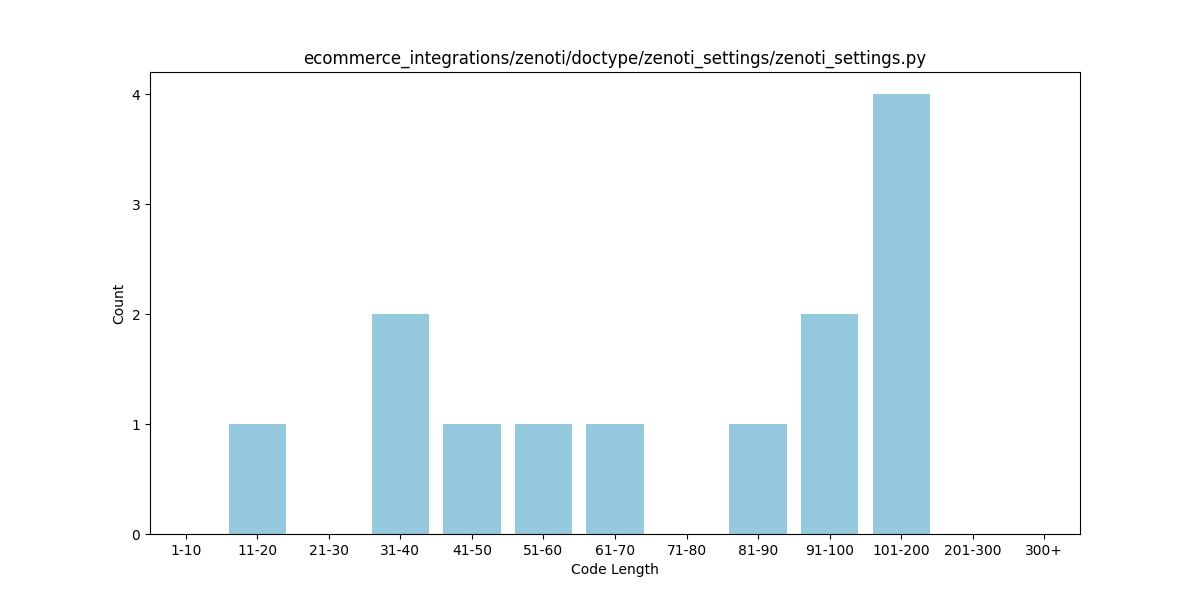 ecommerce_integrations/zenoti/doctype/zenoti_settings/zenoti_settings.py
Count
4
3
2
1
0
1-10 11-20 21-30 31-40 41-50 51-60 61-70 71-80 81-90 91-100 101-200 201-300 300+
Code Length